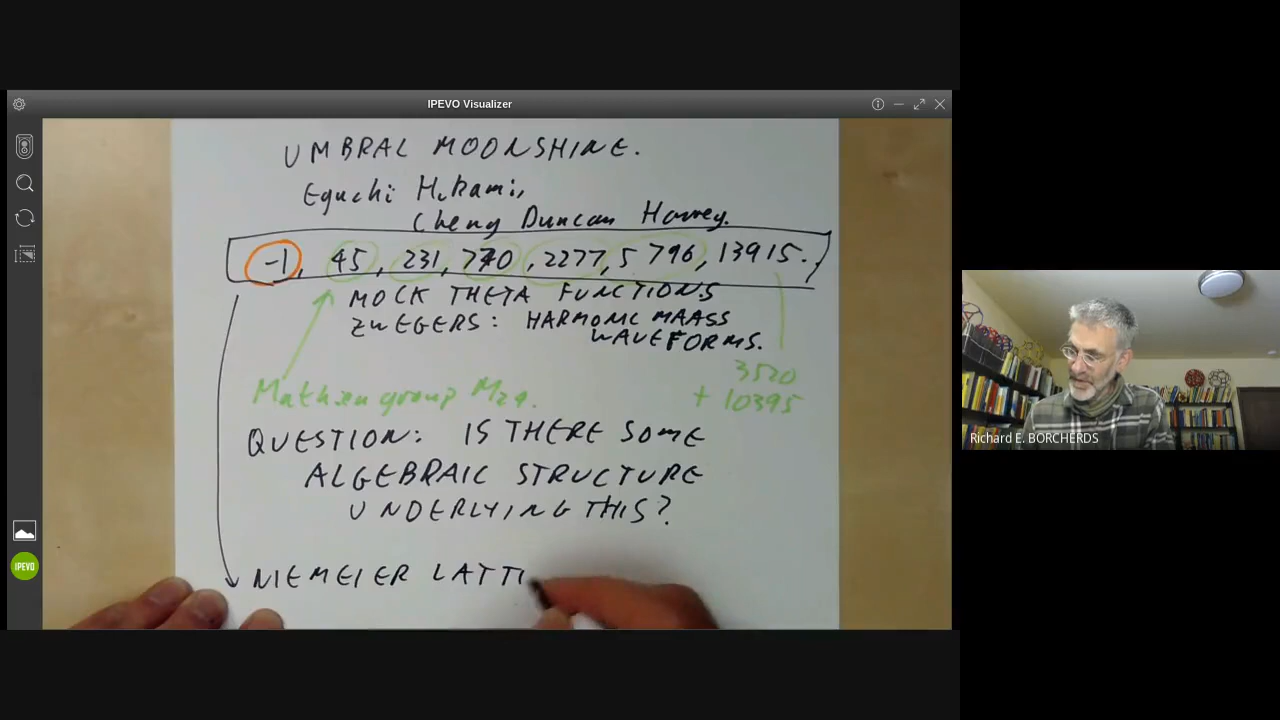 IPEVO Visualizer
UMBRAL MOONSHINE.
Eguchi Hikami,
Cheng Duncan Harvey.
-1, 45, 231, 770, 2277, 5796, 13915.
MOCK THETA FUNCTIONS
ZWEGERS: HARMONIC MAASS
WAVEFORMS.
3520
+ 10395
Mathieu group M24.
QUESTION: IS THERE SOME
ALGEBRAIC STRUCTURE
UNDERLYING THIS?
NIEMEIER LATTI
IPEVO
Richard E. BORCHERDS